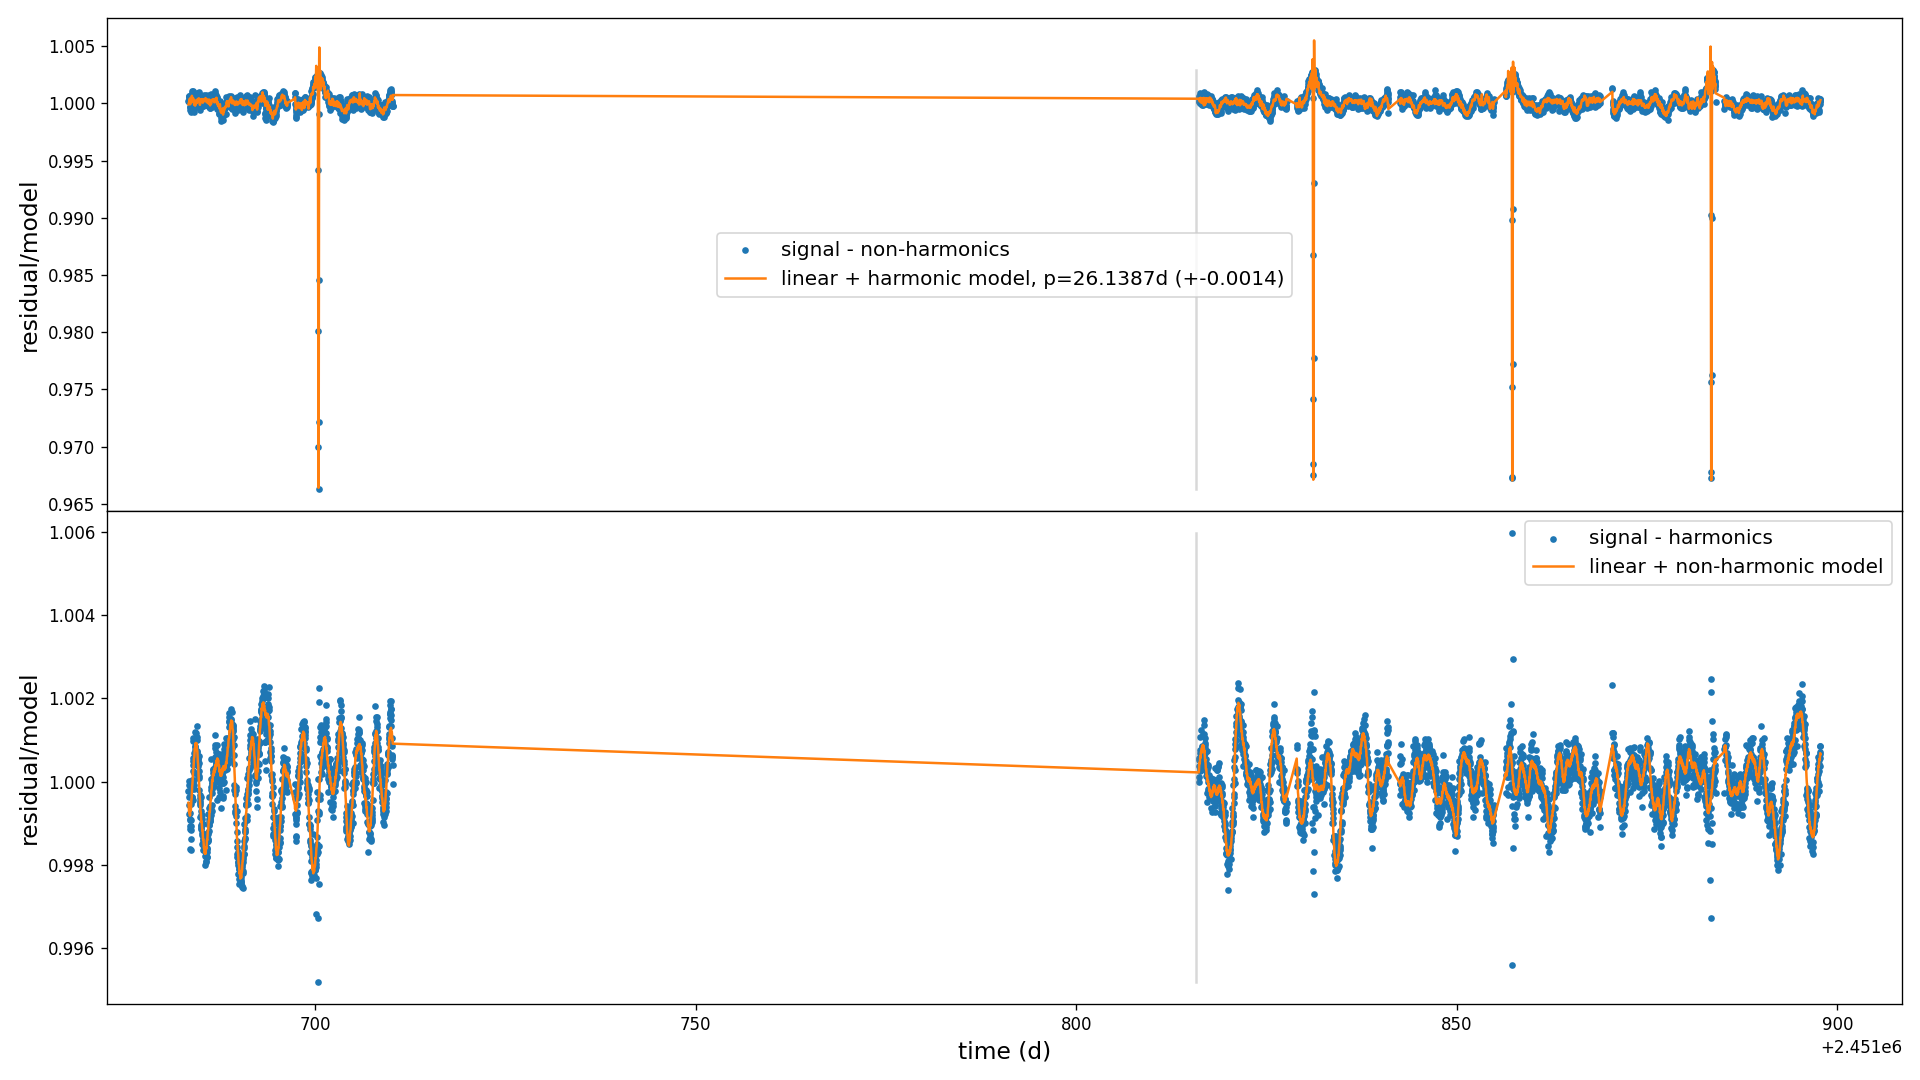 1.005
1.000
0.995
0.990
0.985
0.980
0.975
0.970
0.965
residual/model
signal - non-harmonics
linear + harmonic model, p=26.1387d (+-0.0014)
1.006
1.004
1.002
1.000
0.998
0.996
residual/model
signal - harmonics
linear + non-harmonic model
700
750
800
850
900
+2.451e6
time (d)